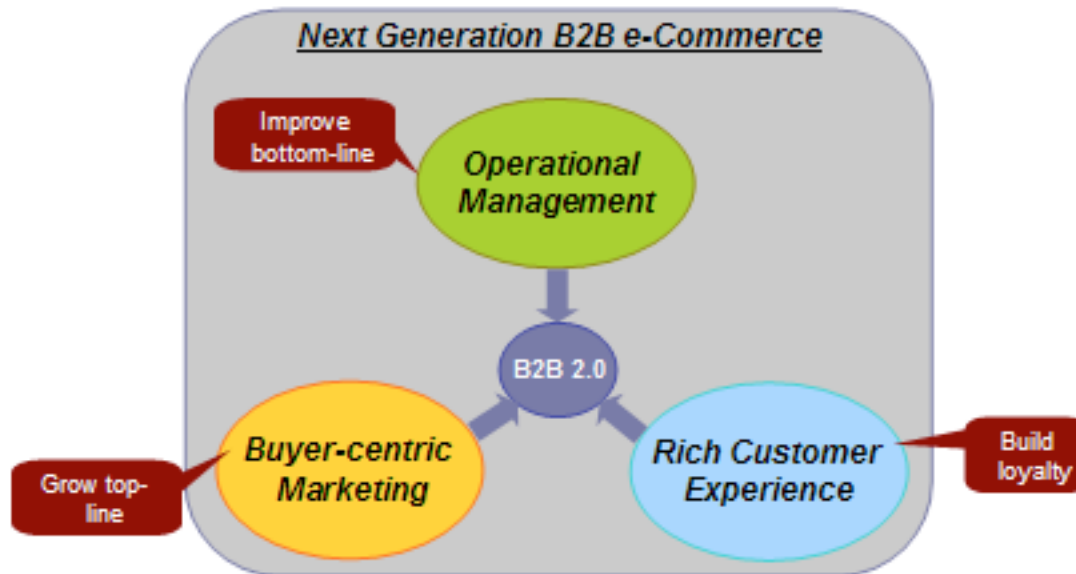 Next Generation B2B e-Commerce
Improve
bottom-line
Operational
Management
B2B 2.0
Buyer-centric
Marketing
Grow top-
line
Rich Customer
Experience
Build
loyalty